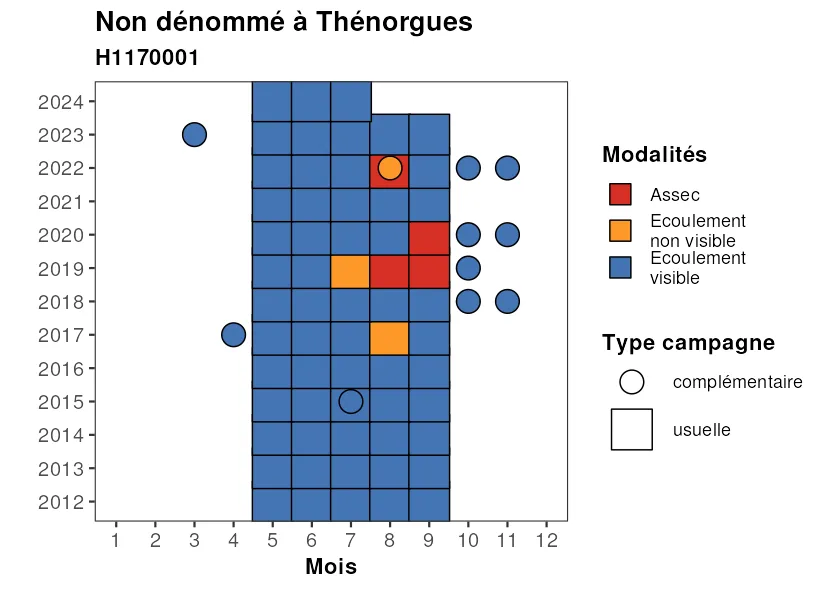 Non dénommé à Thénorgues
H1170001
2024
2023
2022
2021
2020
2019
2018
2017
2016
2015
2014
2013
2012
1 2 3 4 5 6 7 8 9 10 11 12
Mois
Modalités
Assec
Ecoulement
non visible
Ecoulement
visible
Type campagne
complémentaire
usuelle